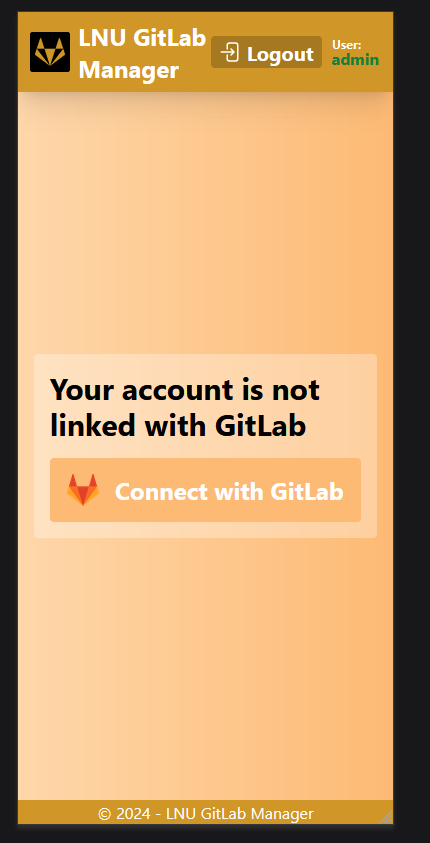 LNU GitLab
Manager
Logout
User:
admin
Your account is not
linked with GitLab
Connect with GitLab
© 2024 - LNU GitLab Manager